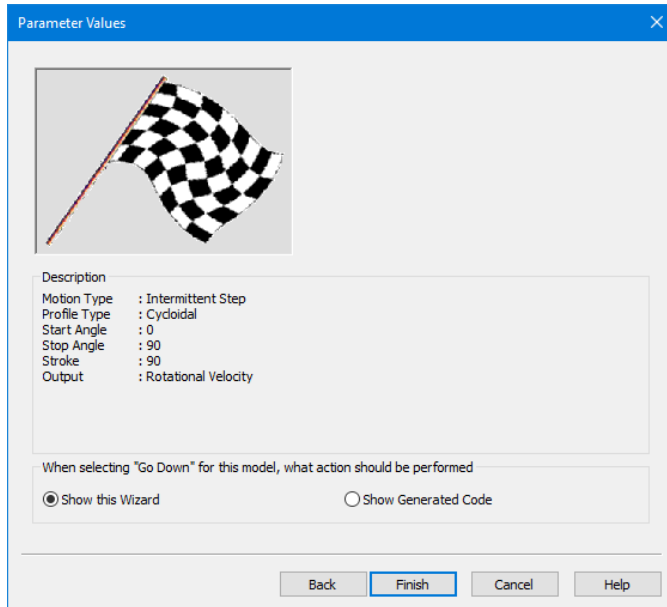 Parameter Values
Description
Motion Type : Intermittent Step
Profile Type : Cycloidal
Start Angle : 0
Stop Angle : 90
Stroke : 90
Output : Rotational Velocity
When selecting "Go Down" for this model, what action should be performed
Show this Wizard Show Generated Code
Back Finish Cancel Help